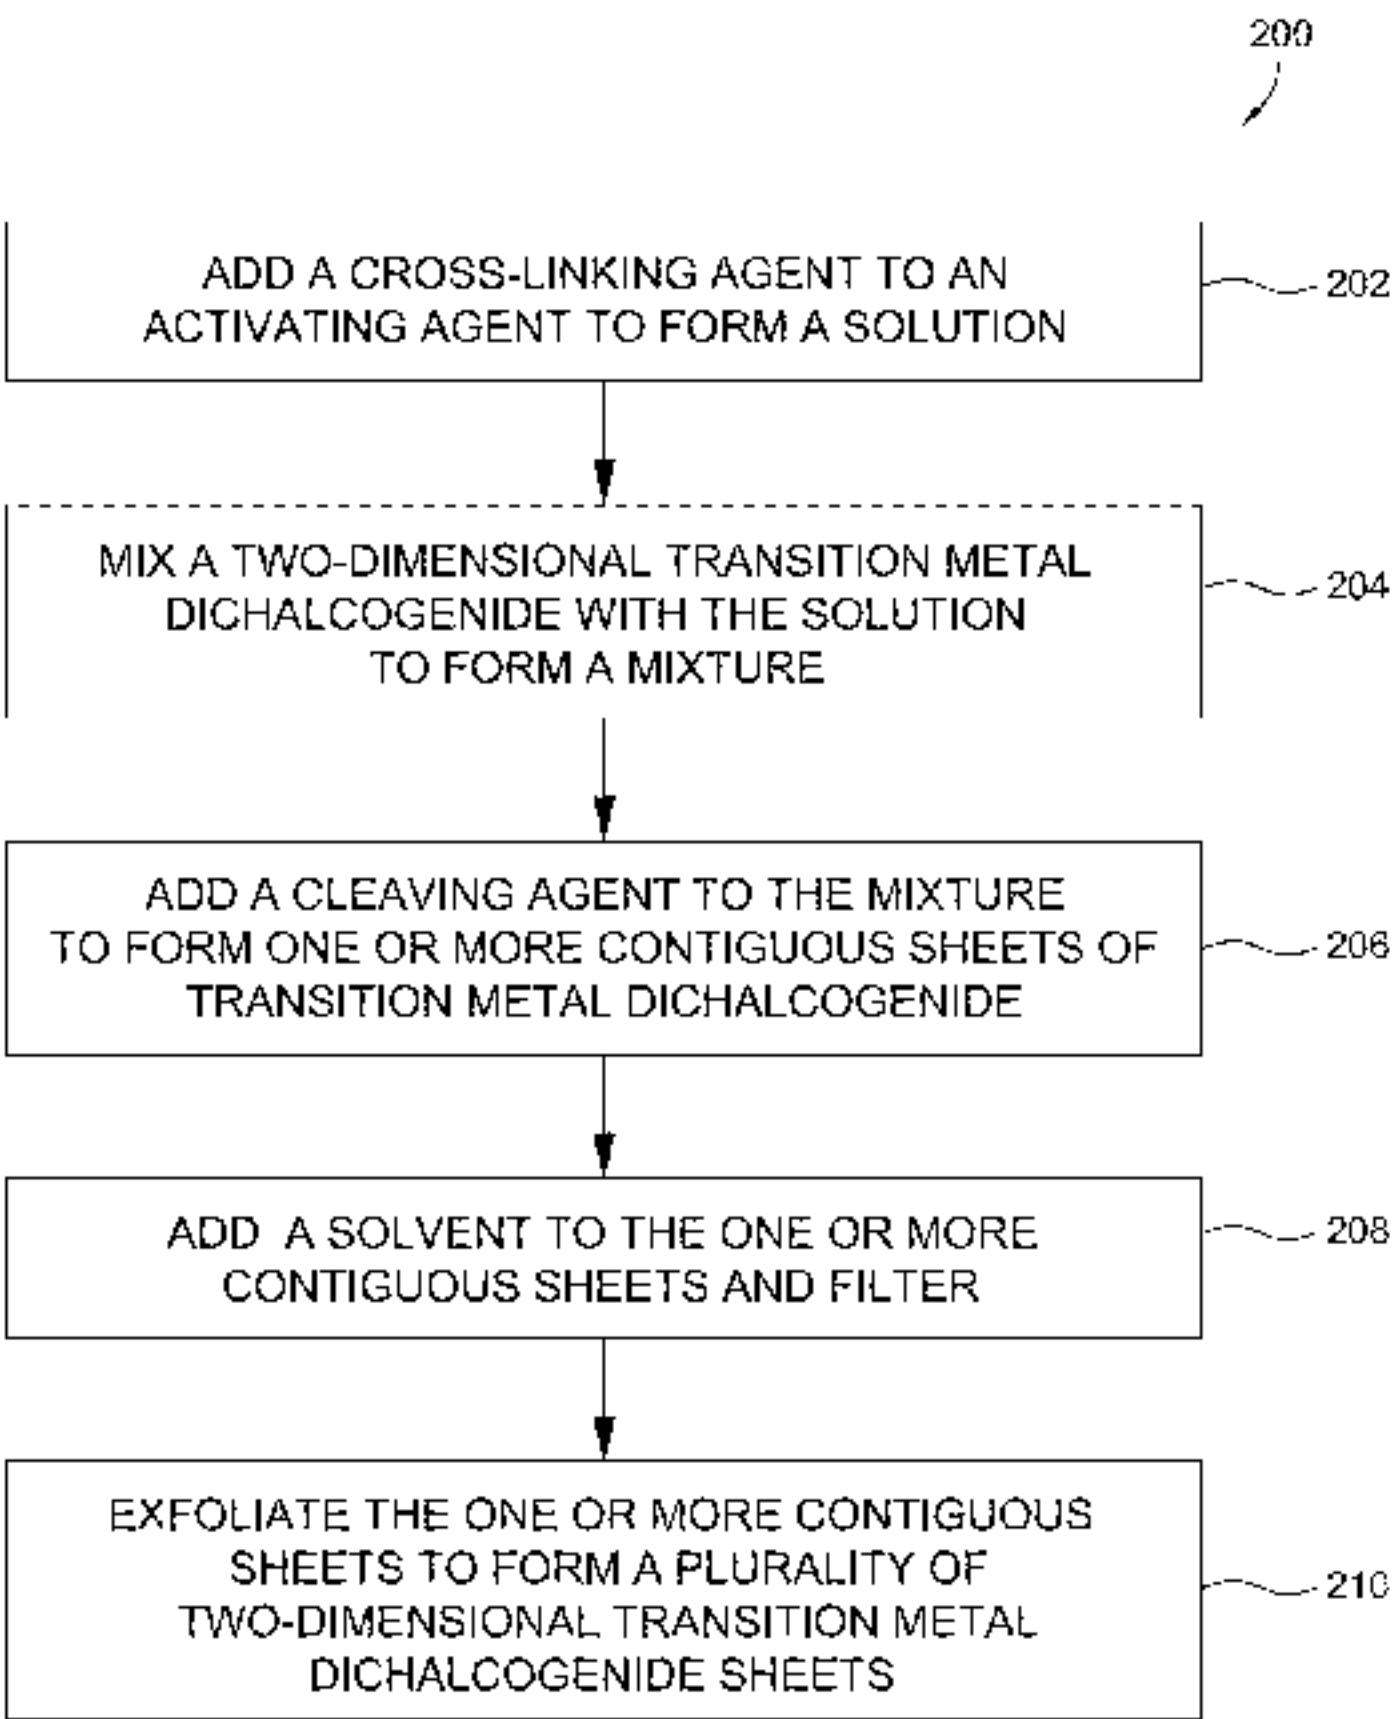 200
ADD A CROSS-LINKING AGENT TO AN
ACTIVATING AGENT TO FORM A SOLUTION
202
MIX A TWO-DIMENSIONAL TRANSITION METAL
DICHALCOGENIDE WITH THE SOLUTION
TO FORM A MIXTURE
204
ADD A CLEAVING AGENT TO THE MIXTURE
TO FORM ONE OR MORE CONTIGUOUS SHEETS OF
TRANSITION METAL DICHALCOGENIDE
206
ADD A SOLVENT TO THE ONE OR MORE
CONTIGUOUS SHEETS AND FILTER
208
EXFOLIATE THE ONE OR MORE CONTIGUOUS
SHEETS TO FORM A PLURALITY OF
TWO-DIMENSIONAL TRANSITION METAL
DICHALCOGENIDE SHEETS
210